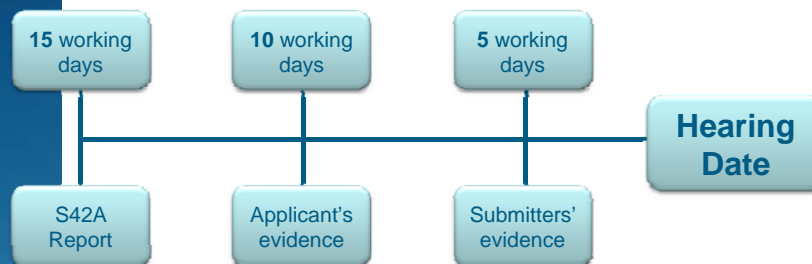 15 working
days
10 working
days
5 working
days
Hearing
Date
S42A
Report
Applicant’s
evidence
Submitters’
evidence